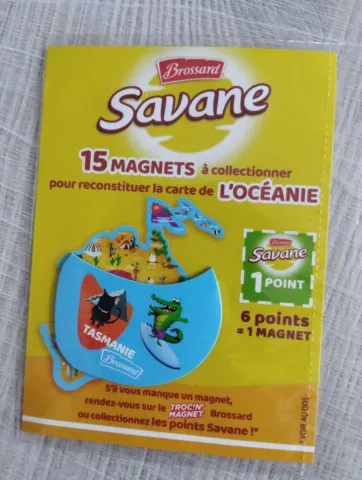 Brossard
Savane
15 MAGNETS à collectionner
pour reconstituer la carte de L'OCÉANIE
Brossard
Savane
1 POINT
6 points
= 1 MAGNET
TASMANIE
Brossard
S'il vous manque un magnet,
rendez-vous sur le TROC'N' MAGNET Brossard
ou collectionnez les points Savane !*
* VOIR AU DOS